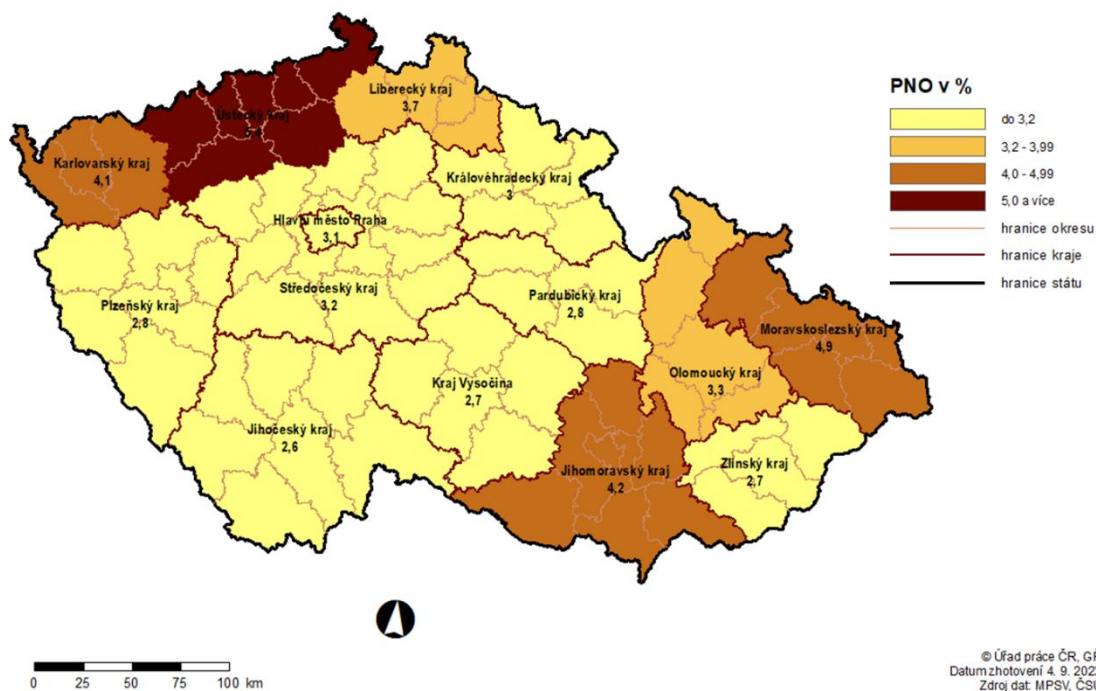 Liberecký kraj
3,7
Ústecký kraj
Karlovarský kraj
4,1
Královéhradecký kraj
3
Hlavní město Praha
3,1
Středočeský kraj
3,2
Plzeňský kraj
2,8
Pardubický kraj
2,8
Moravskoslezský kraj
4,9
Olomoucký kraj
3,3
Kraj Vysočina
2,7
Jihočeský kraj
2,6
Jihomoravský kraj
4,2
Zlínský kraj
2,7
PNO v %
do 3,2
3,2 - 3,99
4,0 - 4,99
5,0 a více
hranice okresu
hranice kraje
hranice státu
0 25 50 75 100 km
© Úřad práce ČR,
Datum zhotovení 4. 9.
Zdroj dat: MPSV,